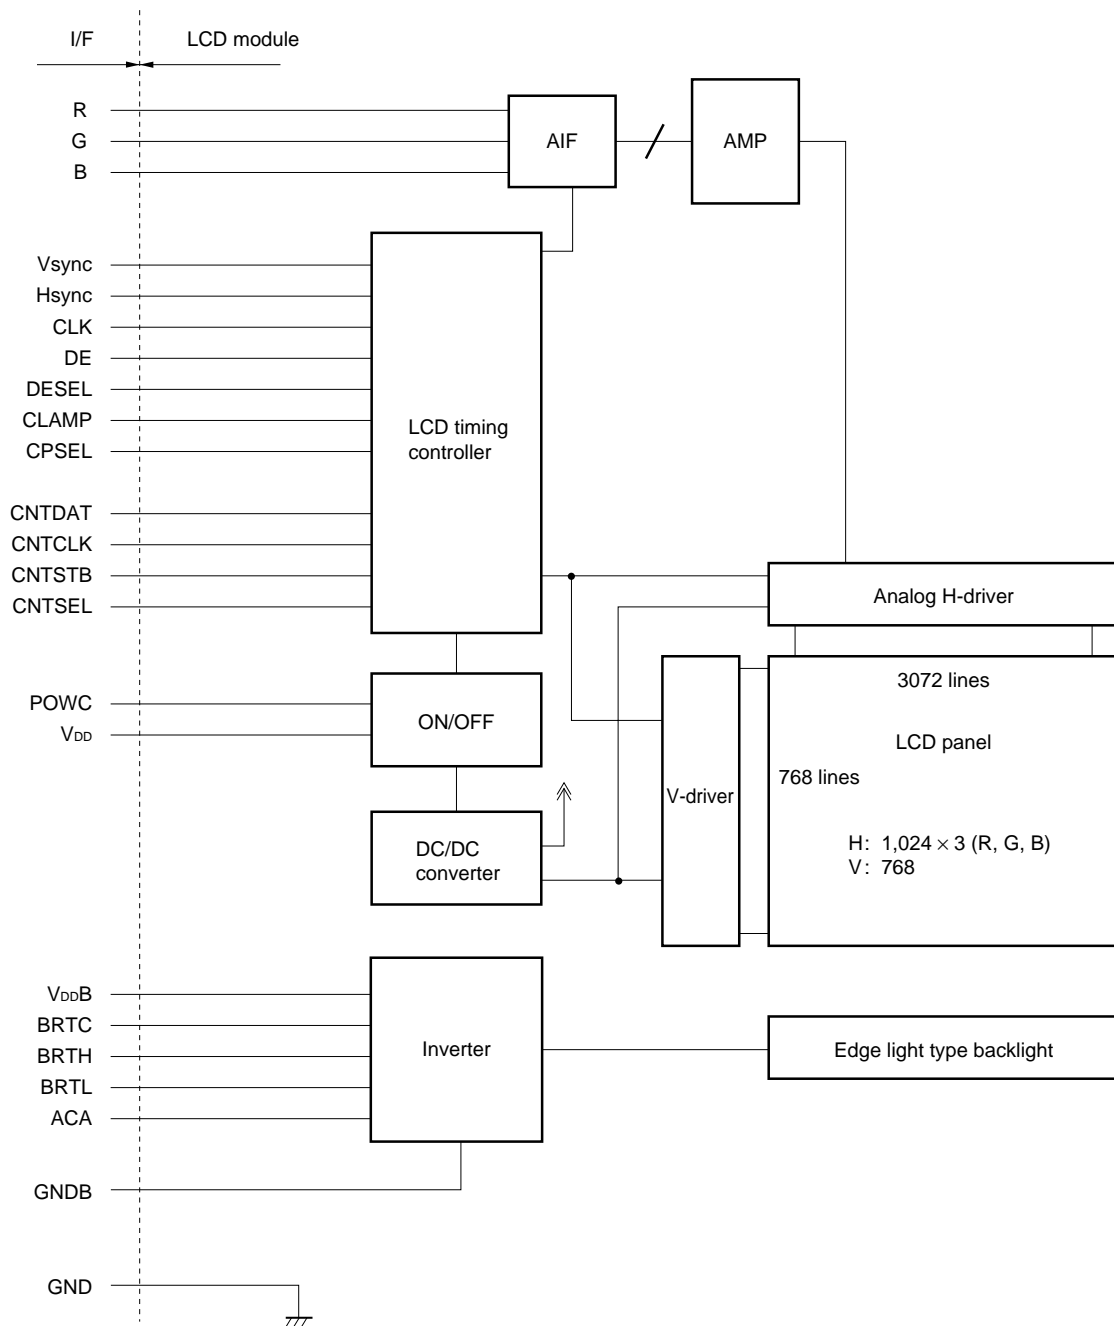 I/F
LCD module
R
G
B
AIF
AMP
Vsync
Hsync
CLK
DE
DESEL
CLAMP
CPSEL
CNTDAT
CNTCLK
CNTSTB
CNTSEL
LCD timing
controller
Analog H-driver
POWC
VDD
ON/OFF
3072 lines
LCD panel
768 lines
V-driver
H: 1,024 × 3 (R, G, B)
V: 768
DC/DC
converter
VDDB
BRTC
BRTH
BRTL
ACA
Inverter
Edge light type backlight
GNDB
GND